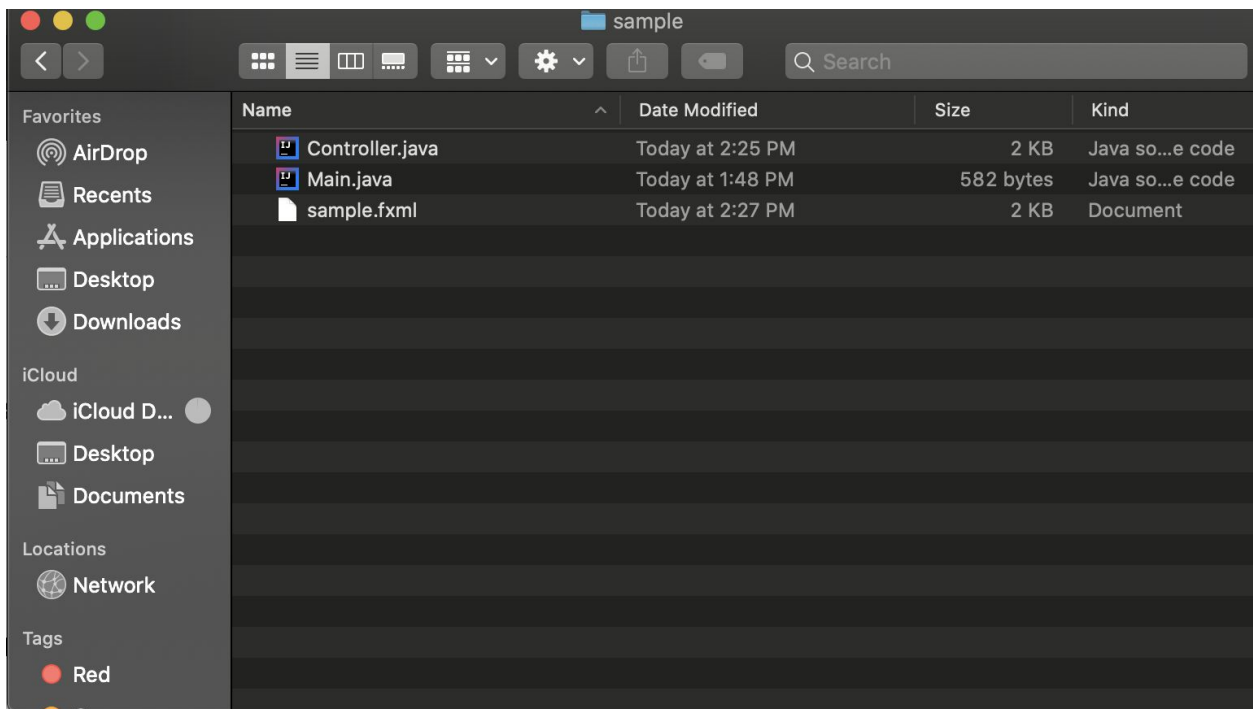 sample
Search
Favorites
AirDrop
Recents
Applications
Desktop
Downloads
iCloud
iCloud D...
Desktop
Documents
Locations
Network
Tags
Red
Name Date Modified Size Kind
Controller.java Today at 2:25 PM 2 KB Java so...e code
Main.java Today at 1:48 PM 582 bytes Java so...e code
sample.fxml Today at 2:27 PM 2 KB Document